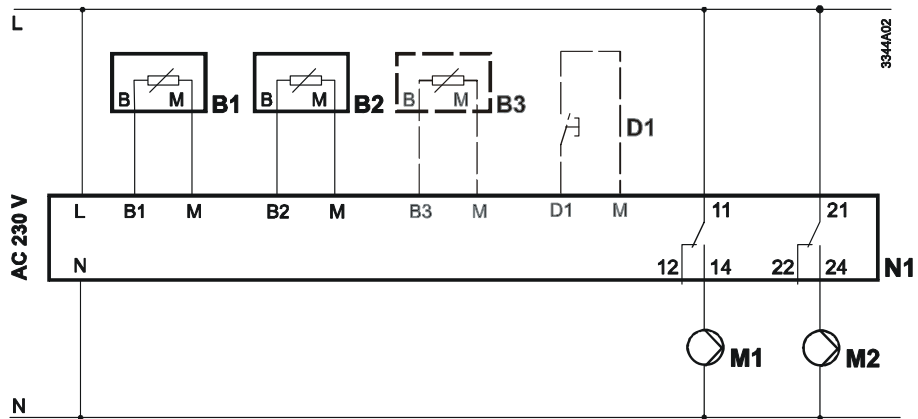 L
3344A02
B M B1
B M B2
B M B3
D1
AC 230 V
L B1 M B2 M B3 M D1 M 11 21
N 12 14 22 24 N1
M1 M2
N